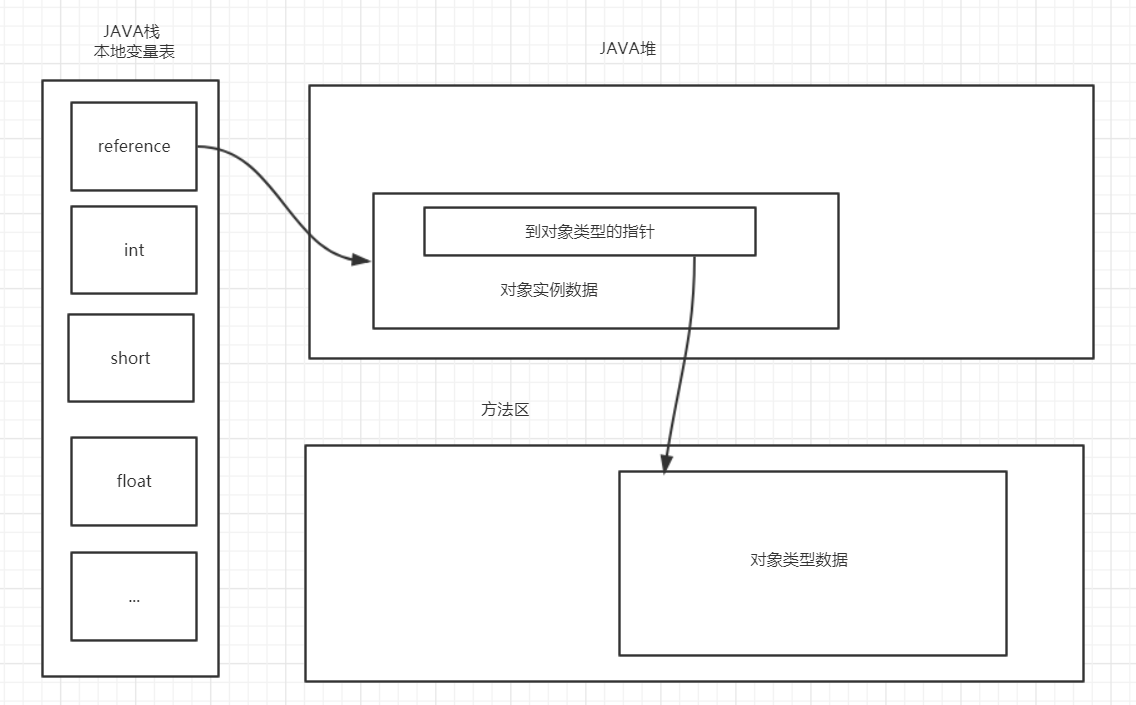 JAVA栈
本地变量表
JAVA堆
reference
int
short
float
...
到对象类型的指针
对象实例数据
方法区
对象类型数据